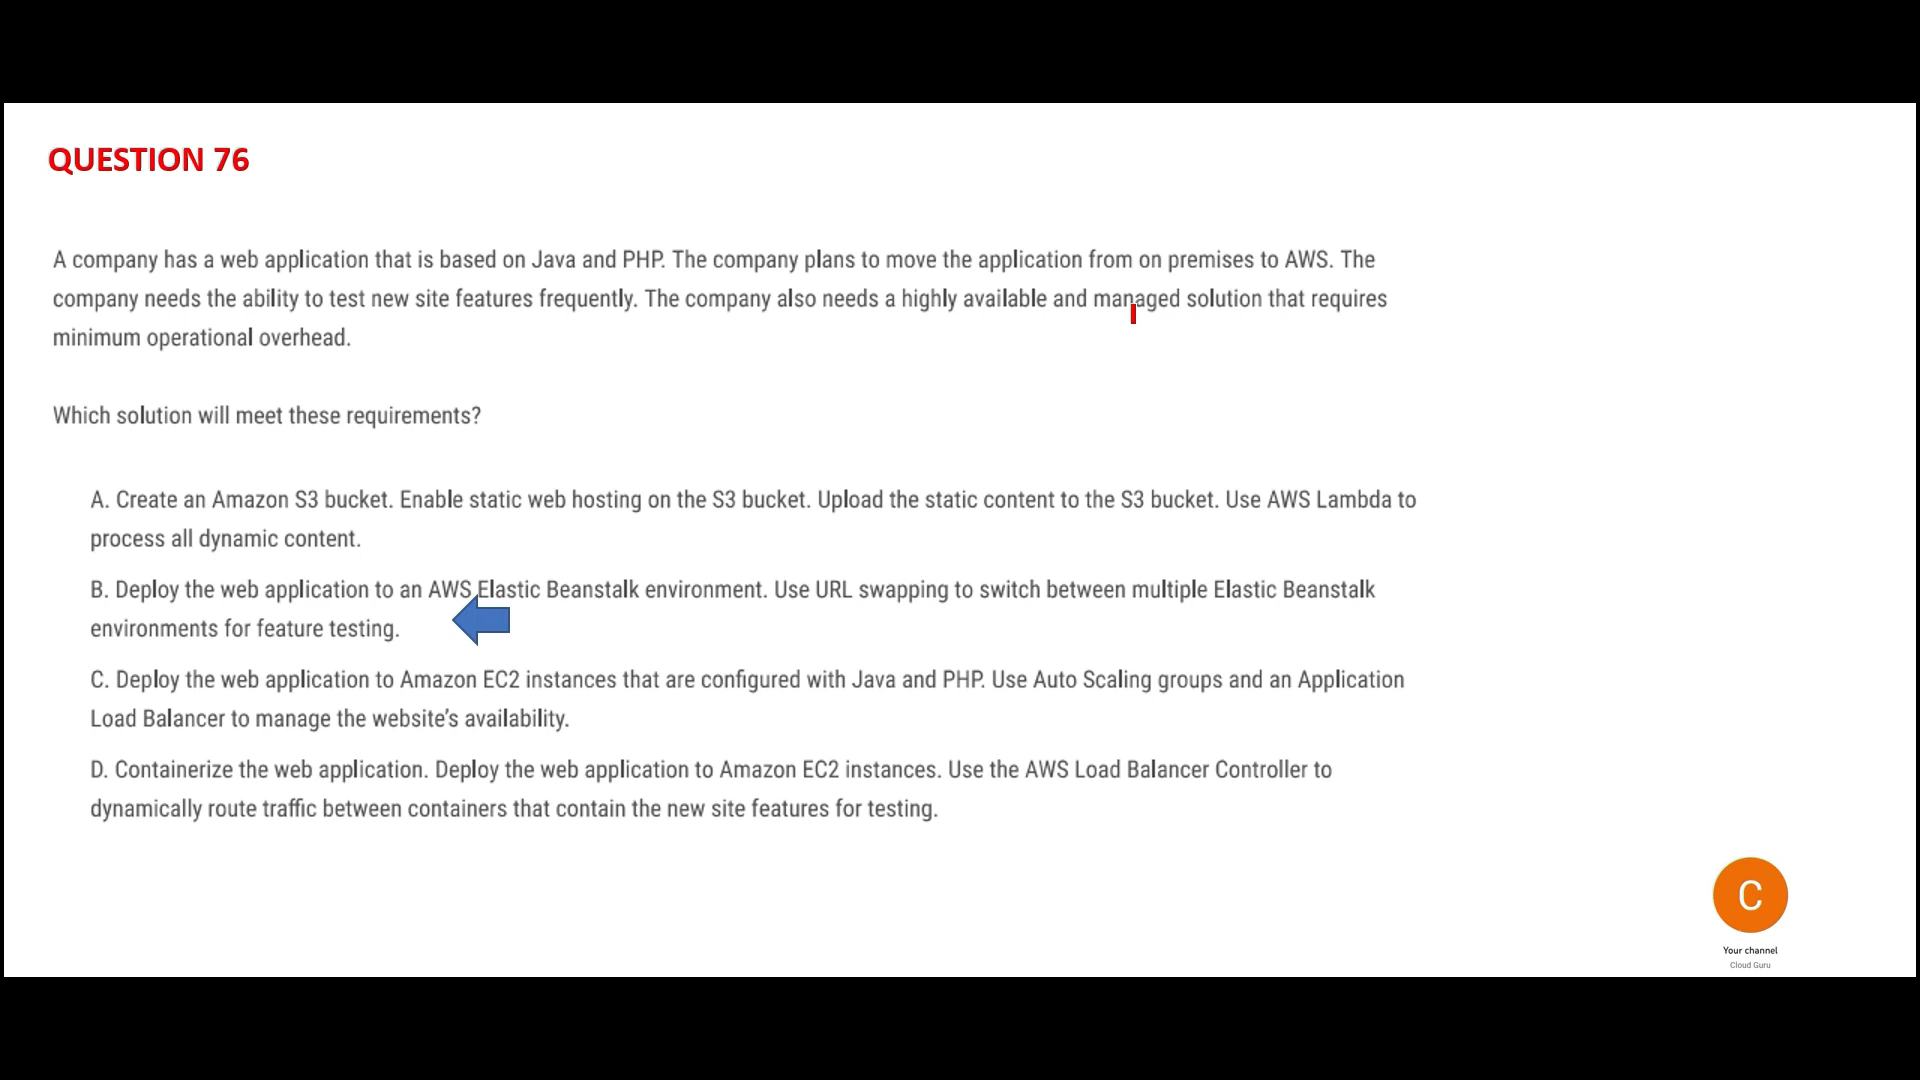 QUESTION 76
A company has a web application that is based on Java and PHP. The company plans to move the application from on premises to AWS. The
company needs the ability to test new site features frequently. The company also needs a highly available and managed solution that requires
minimum operational overhead.
Which solution will meet these requirements?
A. Create an Amazon S3 bucket. Enable static web hosting on the S3 bucket. Upload the static content to the S3 bucket. Use AWS Lambda to
process all dynamic content.
B. Deploy the web application to an AWS Elastic Beanstalk environment. Use URL swapping to switch between multiple Elastic Beanstalk
environments for feature testing.
C. Deploy the web application to Amazon EC2 instances that are configured with Java and PHP. Use Auto Scaling groups and an Application
Load Balancer to manage the website’s availability.
D. Containerize the web application. Deploy the web application to Amazon EC2 instances. Use the AWS Load Balancer Controller to
dynamically route traffic between containers that contain the new site features for testing.
C
Your channel
Cloud Guru